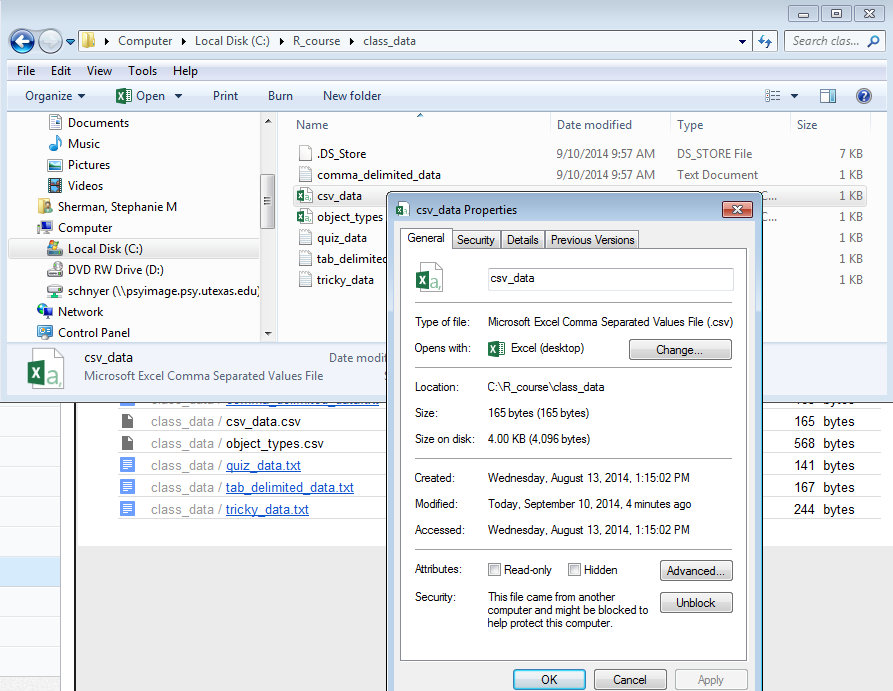 Computer Local Disk (C:) R_course class_data Search clas...
File Edit View Tools Help
Organize Open Print Burn New folder
Name Date modified Type Size
Documents
Music
Pictures
Videos
Sherman, Stephanie M
Computer
Local Disk (C:)
DVD RW Drive (D:)
schnyer (\\psyimage.psy.utexas.edu)
Network
Control Panel
.DS_Store 9/10/2014 9:57 AM DS_STORE File 7 KB
comma_delimited_data 9/10/2014 9:57 AM Text Document 1 KB
csv_data 1 KB
object_types 1 KB
quiz_data 1 KB
tab_delimited 1 KB
tricky_data 1 KB
csv_data Date modif
Microsoft Excel Comma Separated Values File
class_data / csv_data.csv 165 bytes
class_data / object_types.csv 568 bytes
class_data / quiz_data.txt 141 bytes
class_data / tab_delimited_data.txt 167 bytes
class_data / tricky_data.txt 244 bytes
csv_data Properties
General Security Details Previous Versions
csv_data
Type of file: Microsoft Excel Comma Separated Values File (.csv)
Opens with: Excel (desktop) Change...
Location: C:\R_course\class_data
Size: 165 bytes (165 bytes)
Size on disk: 4.00 KB (4,096 bytes)
Created: Wednesday, August 13, 2014, 1:15:02 PM
Modified: Today, September 10, 2014, 4 minutes ago
Accessed: Wednesday, August 13, 2014, 1:15:02 PM
Attributes: Read-only Hidden Advanced...
Security: This file came from another
computer and might be blocked to
help protect this computer.
Unblock
OK Cancel Apply